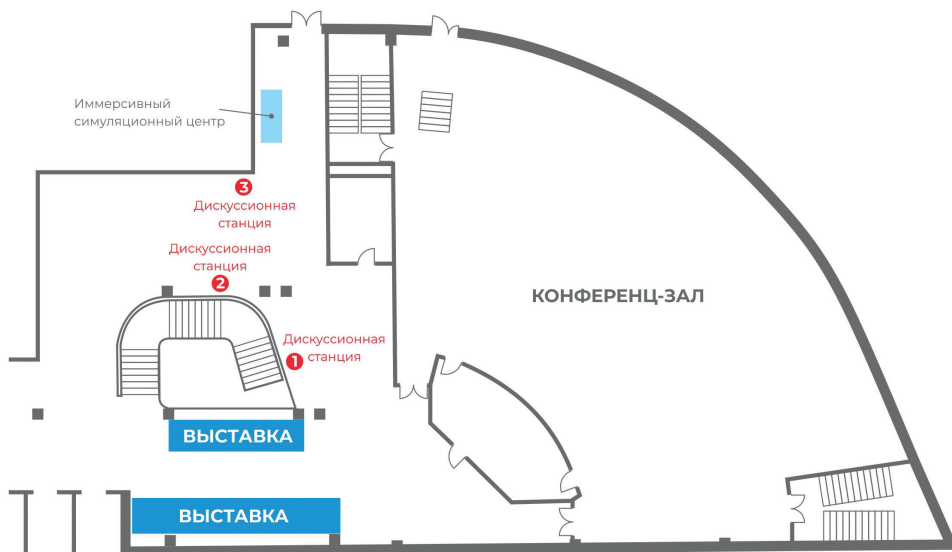 Иммерсивный
симуляционный центр
3
Дискуссионная
станция
Дискуссионная
станция
2
КОНФЕРЕНЦ-ЗАЛ
Дискуссионная
1 станция
ВЫСТАВКА
ВЫСТАВКА